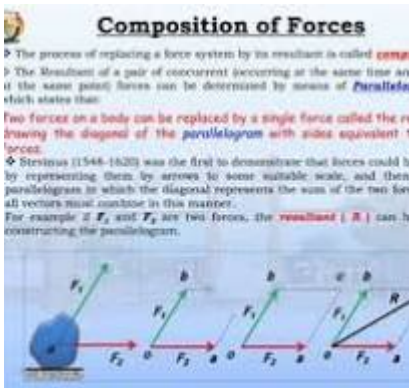 Composition of Forces
The process of replacing a force system by its resultant is called comp
The Resultant of a pair of concurrent (occurring at the same time an
at the same point) forces can be determined by means of Parallelo
which states that:
Two forces on a body can be replaced by a single force called the re
drawing the diagonal of the parallelogram with sides equivalent
forces.
❖ Stevinus (1548-1620) was the first to demonstrate that forces could b
by representing them by arrows to some suitable scale, and then
parallelogram in which the diagonal represents the sum of the two for
all vectors must combine in this manner.
For example if F₁ and F₂ are two forces, the resultant ( R ) can b
constructing the parallelogram.
b b c b
F₁ F₁ F₁ F₁ R
F₂ O F₂ a O F₂ a O F₂ a